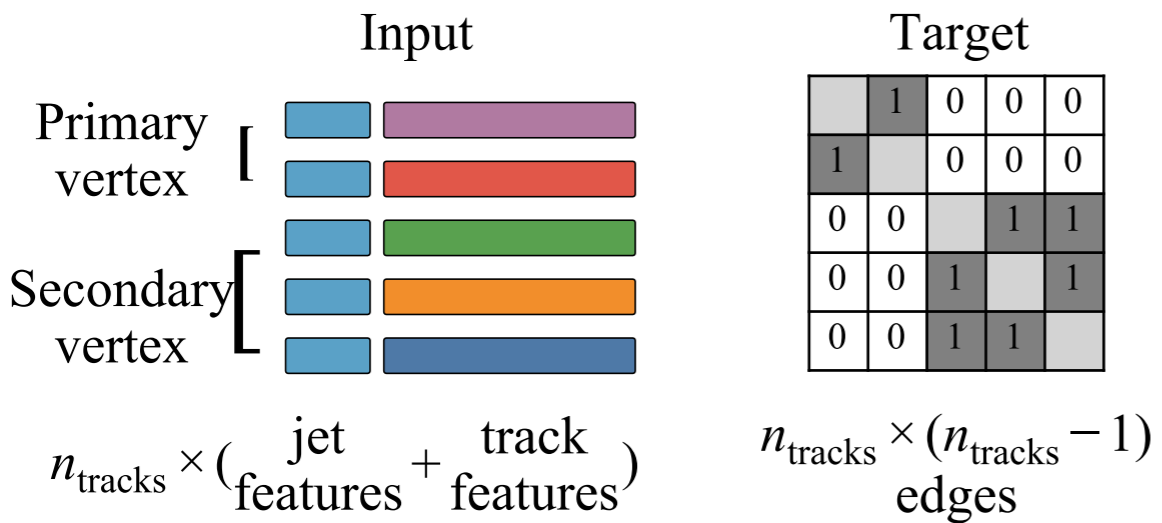 Input
Primary
vertex
Secondary
vertex
n_tracks × (jet features + track features)
Target
1 0 0 0
1 0 0 0
0 0 1 1
0 0 1 1
0 0 1 1
n_tracks × (n_tracks − 1)
edges